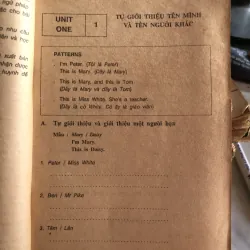 UNIT
ONE
1
TỰ GIỚI THIỆU TÊN MÌNH
VÀ TÊN NGƯỜI KHÁC
PATTERNS
I'm Peter. (Tôi là Peter)
This is Mary. (Đây là Mary)
This is Mary, and this is Tom.
(Đây là Mary và đây là Tom)
This is Miss White. She's a teacher.
(Đây là cô White. Cô ấy là giáo viên)
A. Tự giới thiệu và giới thiệu một người bạn
Mẫu : Mary / Daisy
I'm Mary.
This is Daisy.
1. Peter / Miss White
2. Ben / Mr Pike
3. Tâm / Lan